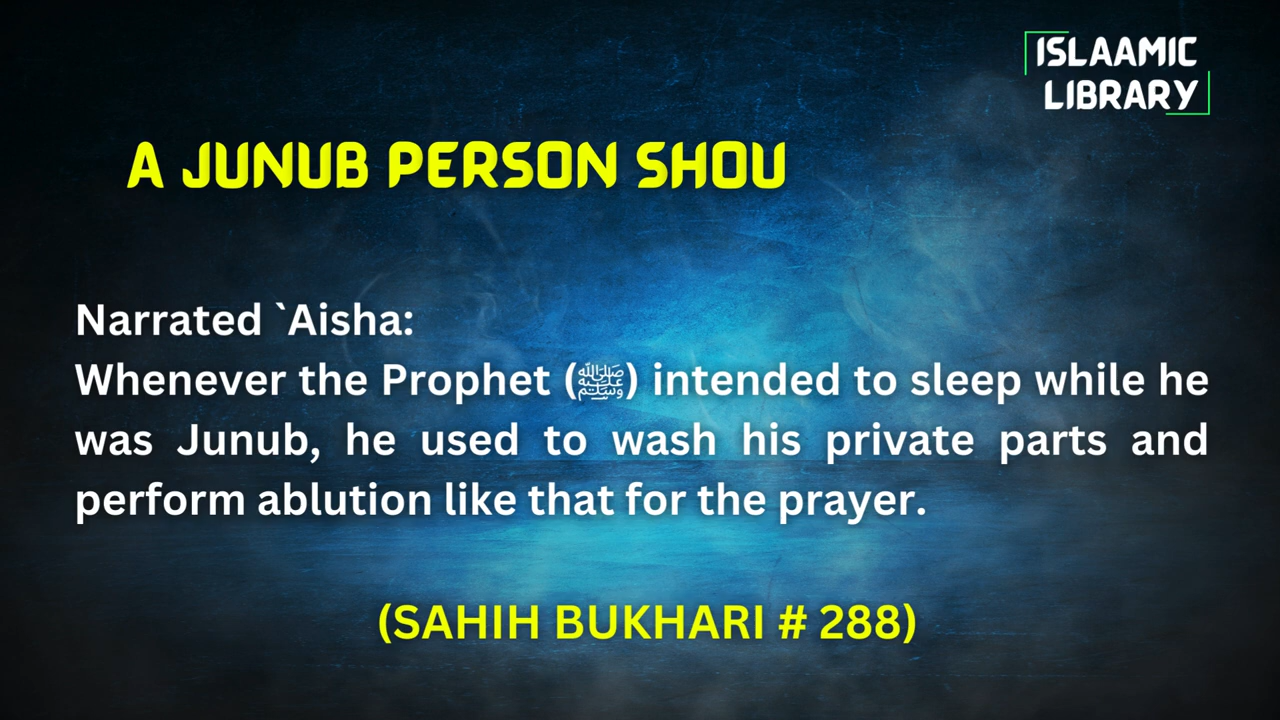 ISLAAMIC
LIBRARY
A JUNUB PERSON SHOU
Narrated `Aisha:
Whenever the Prophet (ﷺ) intended to sleep while he
was Junub, he used to wash his private parts and
perform ablution like that for the prayer.
(SAHIH BUKHARI # 288)